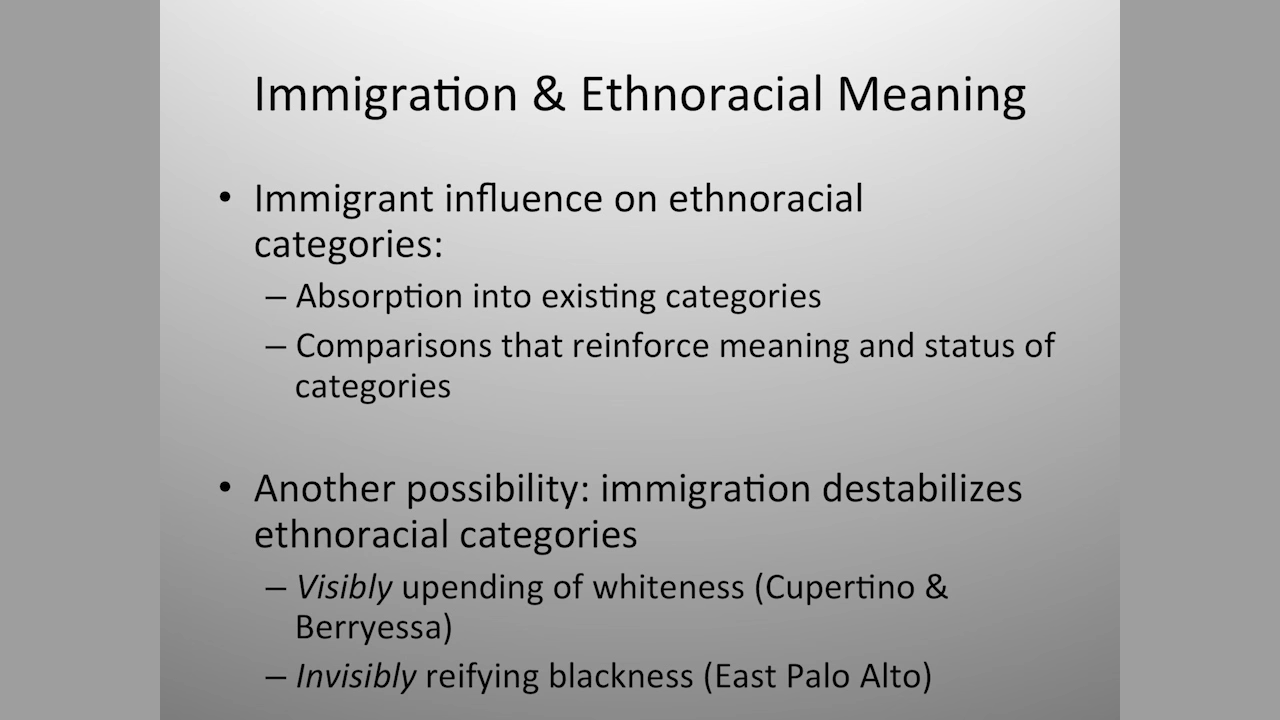 Immigration & Ethnoracial Meaning
• Immigrant influence on ethnoracial
categories:
– Absorption into existing categories
– Comparisons that reinforce meaning and status of
categories
• Another possibility: immigration destabilizes
ethnoracial categories
– Visibly upending of whiteness (Cupertino &
Berryessa)
– Invisibly reifying blackness (East Palo Alto)